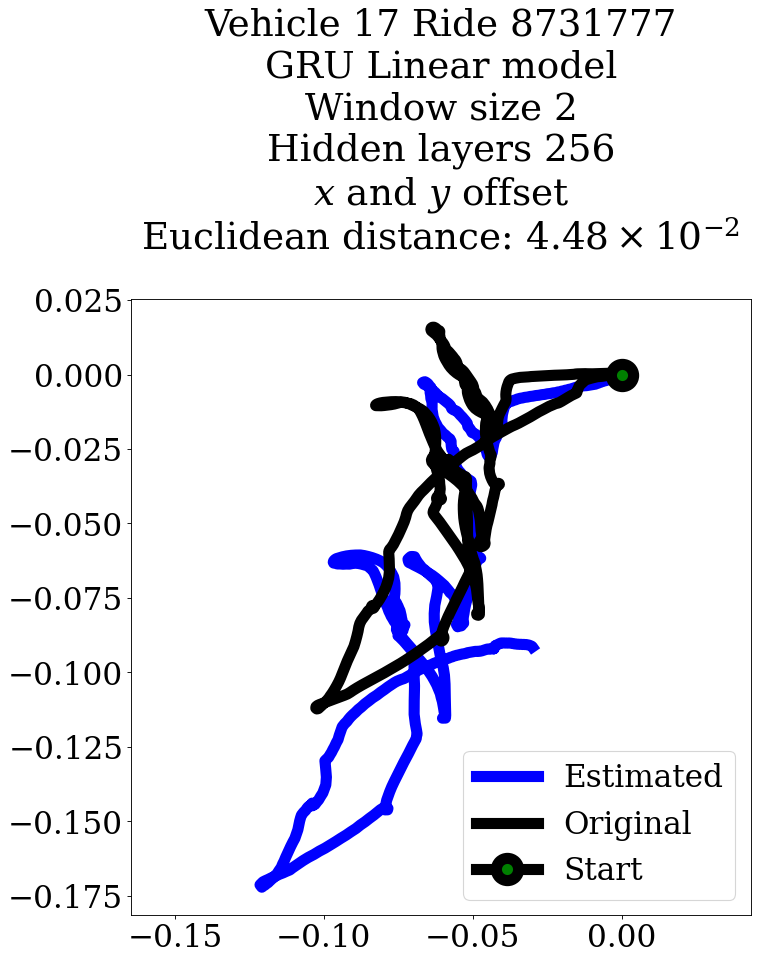 Vehicle 17 Ride 8731777
GRU Linear model
Window size 2
Hidden layers 256
x and y offset
Euclidean distance: 4.48 × 10⁻²
0.025
0.000
−0.025
−0.050
−0.075
−0.100
−0.125
−0.150
−0.175
Estimated
Original
Start
−0.15 −0.10 −0.05 0.00